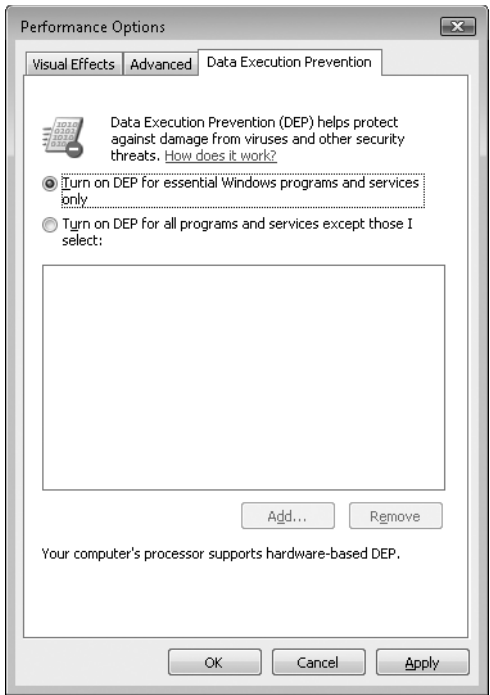 Performance Options
Visual Effects Advanced Data Execution Prevention
Data Execution Prevention (DEP) helps protect
against damage from viruses and other security
threats. How does it work?
Turn on DEP for essential Windows programs and services
only
Turn on DEP for all programs and services except those I
select:
Add... Remove
Your computer's processor supports hardware-based DEP.
OK Cancel Apply